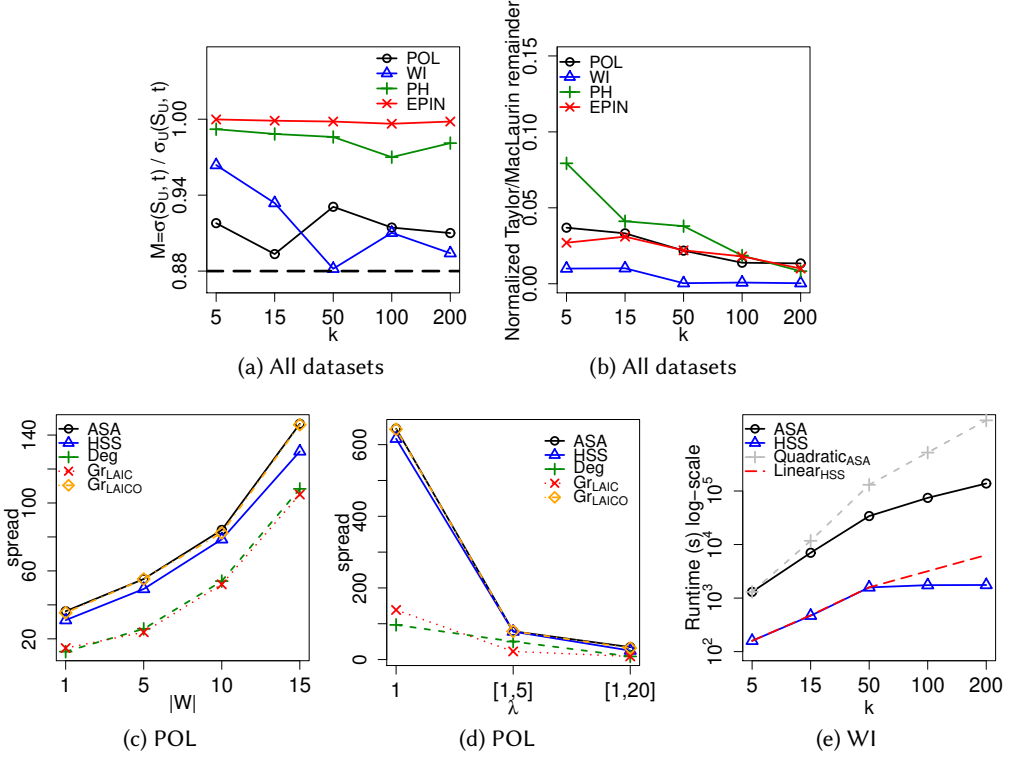 M=σ(S_U, t) / σ_U(S_U, t)
0.88
0.94
1.00
POL
WI
PH
EPIN
5
15
50
100
200
k
(a) All datasets
Normalized Taylor/MacLaurin remainder
0.00
0.05
0.10
0.15
POL
WI
PH
EPIN
5
15
50
100
200
k
(b) All datasets
spread
20
60
100
140
ASA
HSS
Deg
Gr_LAIC
Gr_LAICO
1
5
10
15
|W|
(c) POL
spread
0
200
400
600
ASA
HSS
Deg
Gr_LAIC
Gr_LAICO
1
[1,5]
[1,20]
λ
(d) POL
Runtime (s) log−scale
10^2
10^3
10^4
10^5
ASA
HSS
Quadratic_ASA
Linear_HSS
5
15
50
100
200
k
(e) WI